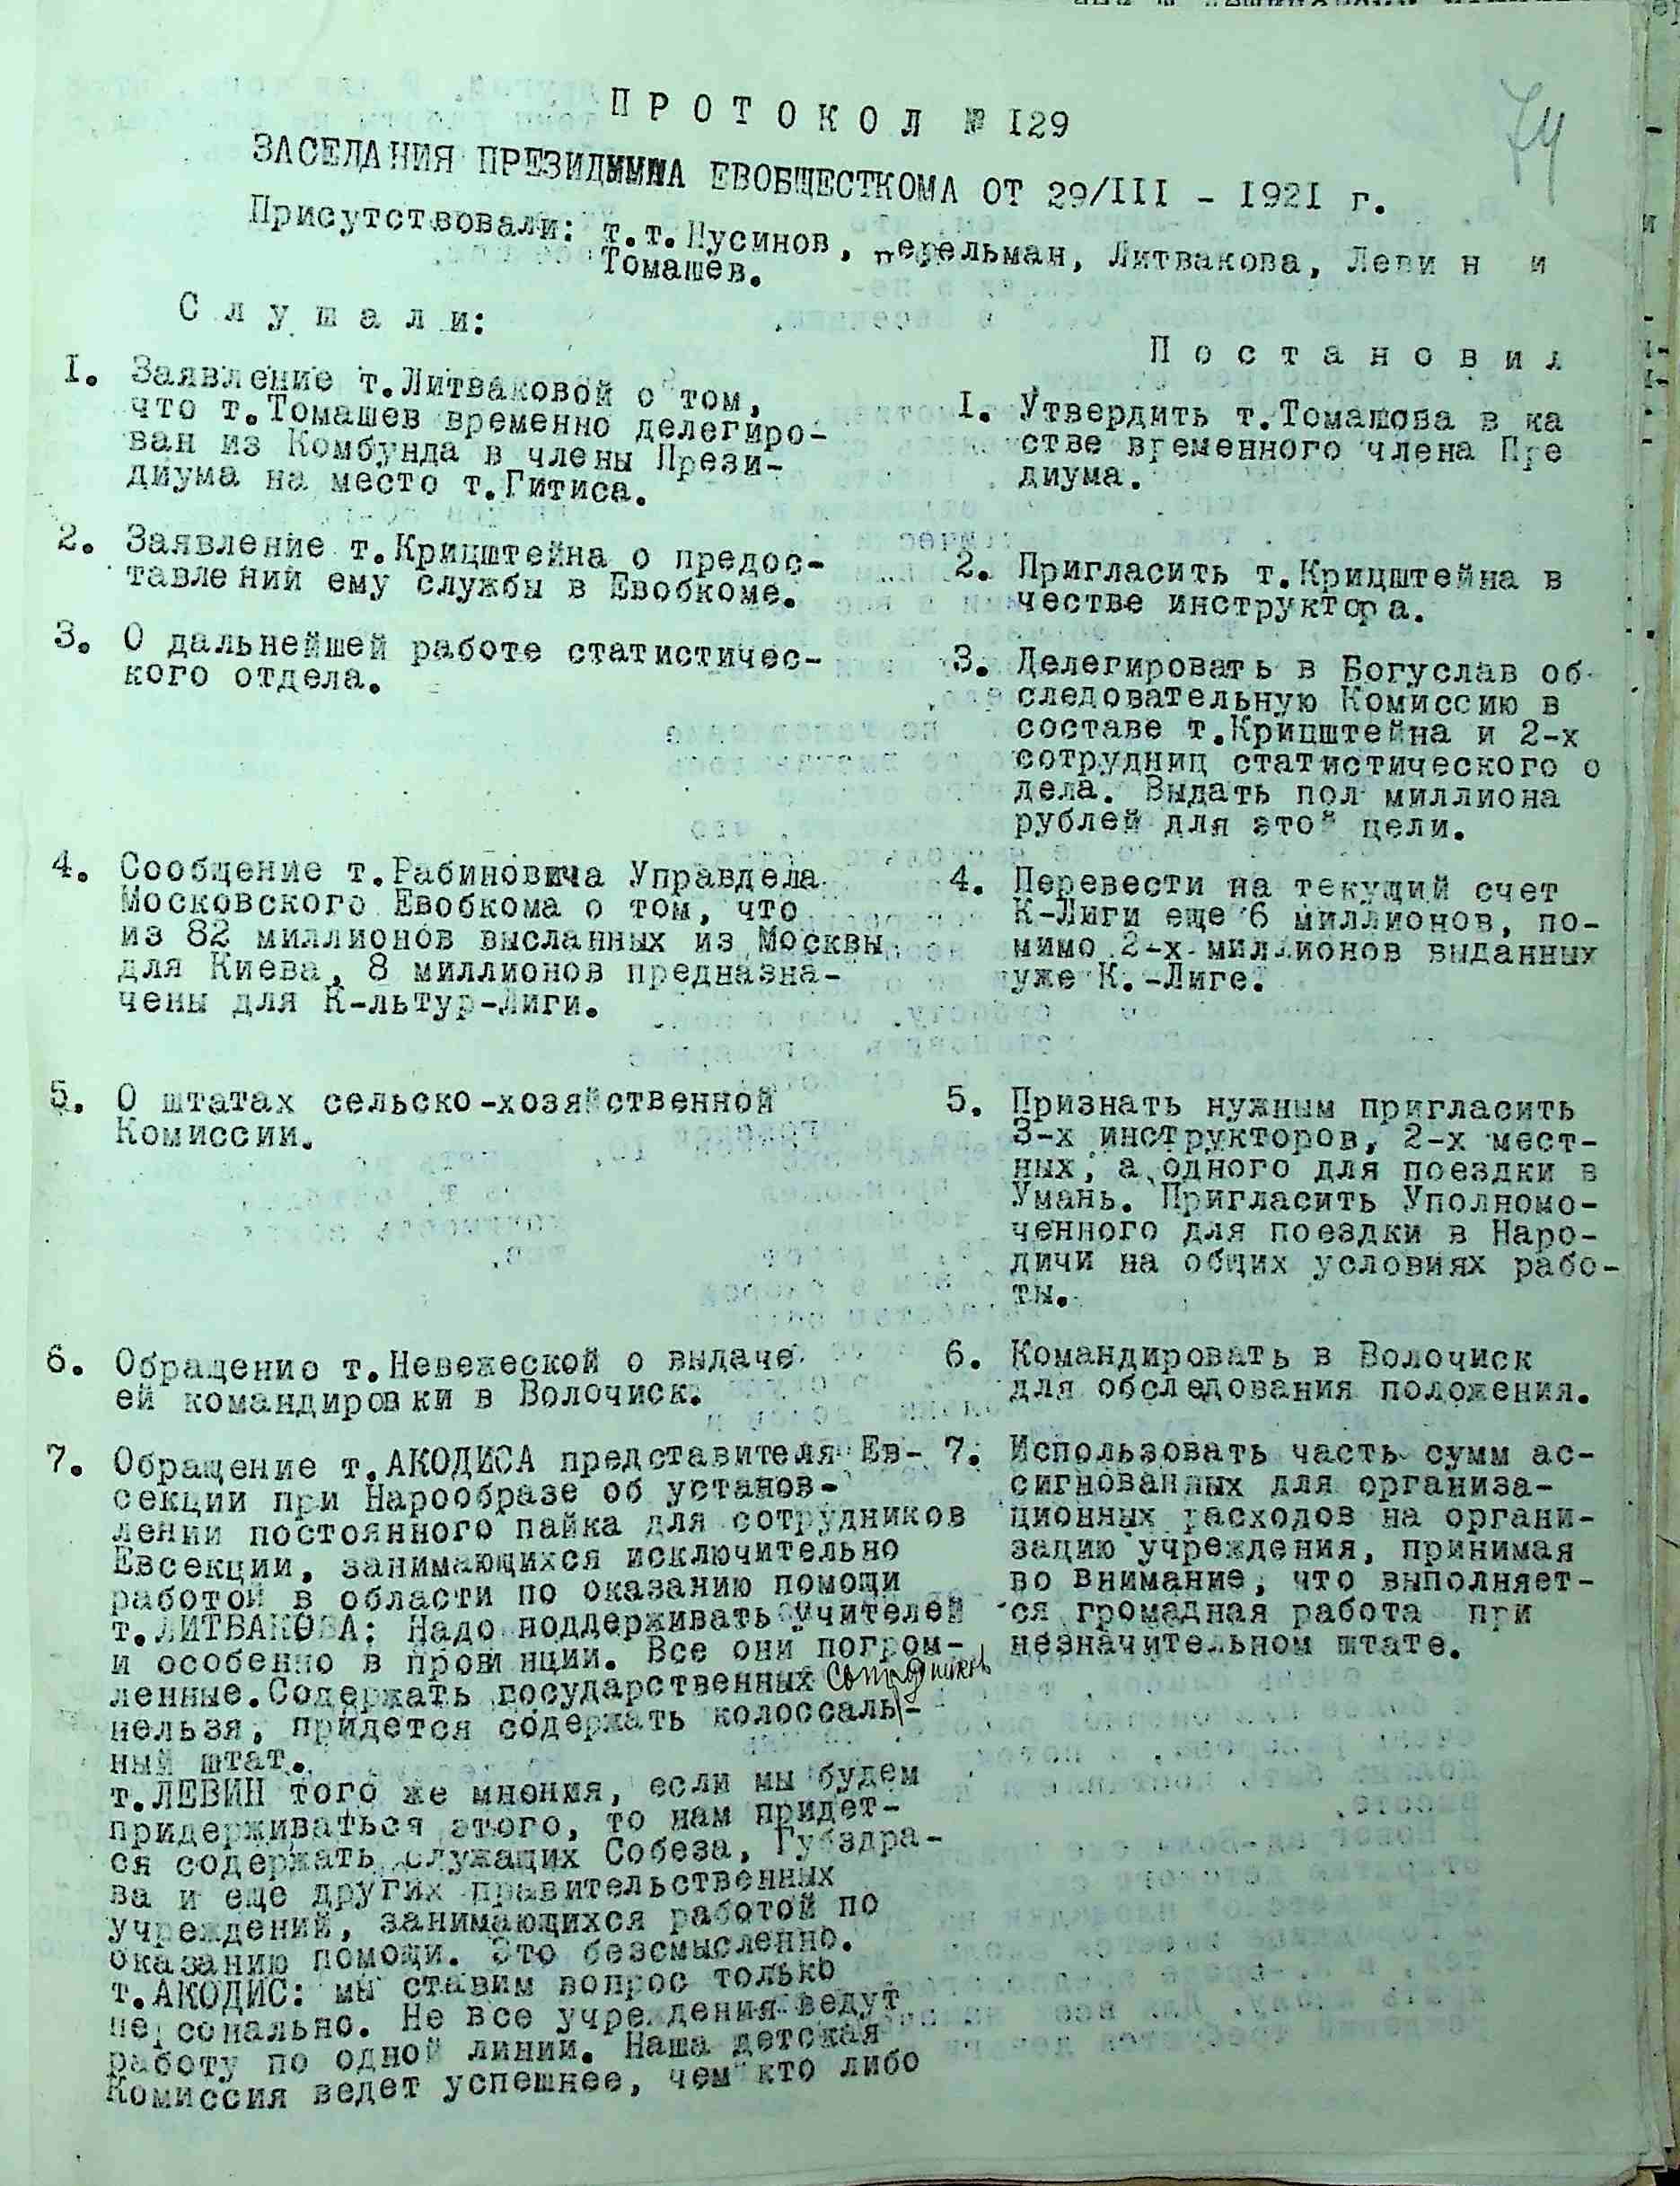 74
П Р О Т О К О Л № I29
ЗАСЕДАНИЯ ПРЕЗИДИУМА ЕВОБЩЕСТКОМА ОТ 29/III - I92I г.
Присутствовали: т.т.Нусинов, Перельман, Литвакова, Леви н и
Томашев.
С л у ш а л и:
П о с т а н о в и л
I. Заявление т.Литваковой о том,
что т.Томашев временно делегиро-
ван из Комбунда в члены Прези-
диума на место т.Гитиса.
I. Утвердить т.Томашова в ка
стве временного члена Пре
диума.
2. Заявление т.Крицштейна о предос-
тавлений ему службы в Евобкоме.
2. Пригласить т.Крицштейна в
честве инструктора.
3. О дальнейшей работе статистичес-
кого отдела.
3. Делегировать в Богуслав об-
следовательную Комиссию в
составе т.Крицштейна и 2-х
сотрудниц статистического о
дела. Выдать пол миллиона
рублей для этой цели.
4. Сообщение т.Рабиновича Управдела
Московского Евобкома о том, что
из 82 миллионов высланных из Москвы
для Киева, 8 миллионов предназна-
чены для К-льтур-Лиги.
4. Перевести на текущий счет
К-Лиги еще 6 миллионов, по-
мимо 2-х миллионов выданных
уже К.-Лиге.
5. О штатах сельско-хозяйственной
Комиссии.
5. Признать нужным пригласить
3-х инструкторов, 2-х мест-
ных, а одного для поездки в
Умань. Пригласить Уполномо-
ченного для поездки в Наро-
дичи на общих условиях рабо-
ты.
6. Обращение т.Невежеской о выдаче
ей командировки в Волочиск.
6. Командировать в Волочиск
для обследования положения.
7. Обращение т.АКОДИСА представителя Ев-
секции при Нарообразе об установ-
лении постоянного пайка для сотрудников
Евсекции, занимающихся исключительно
работой в области по оказанию помощи
т.ЛИТВАКОВА: Надо поддерживать учителей
и особенно в провинции. Все они погром-
ленные. Содержать государственных сотрудников
нельзя, придется содержать колоссаль-
ный штат.
т.ЛЕВИН того же мнения, если мы будем
придерживаться этого, то нам придет-
ся содержать служащих Собеза, Губздра-
ва и еще других правительственных
учреждений, занимающихся работой по
оказанию помощи. Это безсмысленно.
т.АКОДИС: мы ставим вопрос только
персонально. Не все учреждения ведут
работу по одной линии. Наша детская
Комиссия ведет успешнее, чем кто либо
7. Использовать часть сумм ас-
сигнованных для организа-
ционных расходов на органи-
зацию учреждения, принимая
во внимание, что выполняет-
ся громадная работа при
незначительном штате.